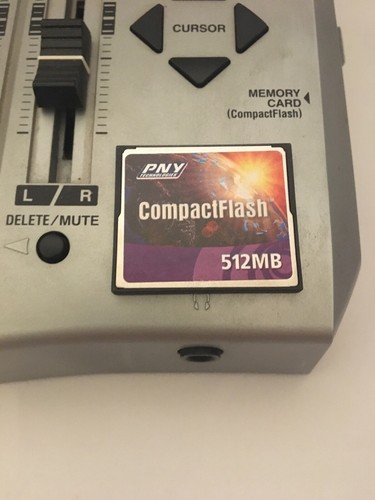 CURSOR
MEMORY
CARD
(CompactFlash)
PNY
TECHNOLOGIES
CompactFlash
512MB
L / R
DELETE/MUTE